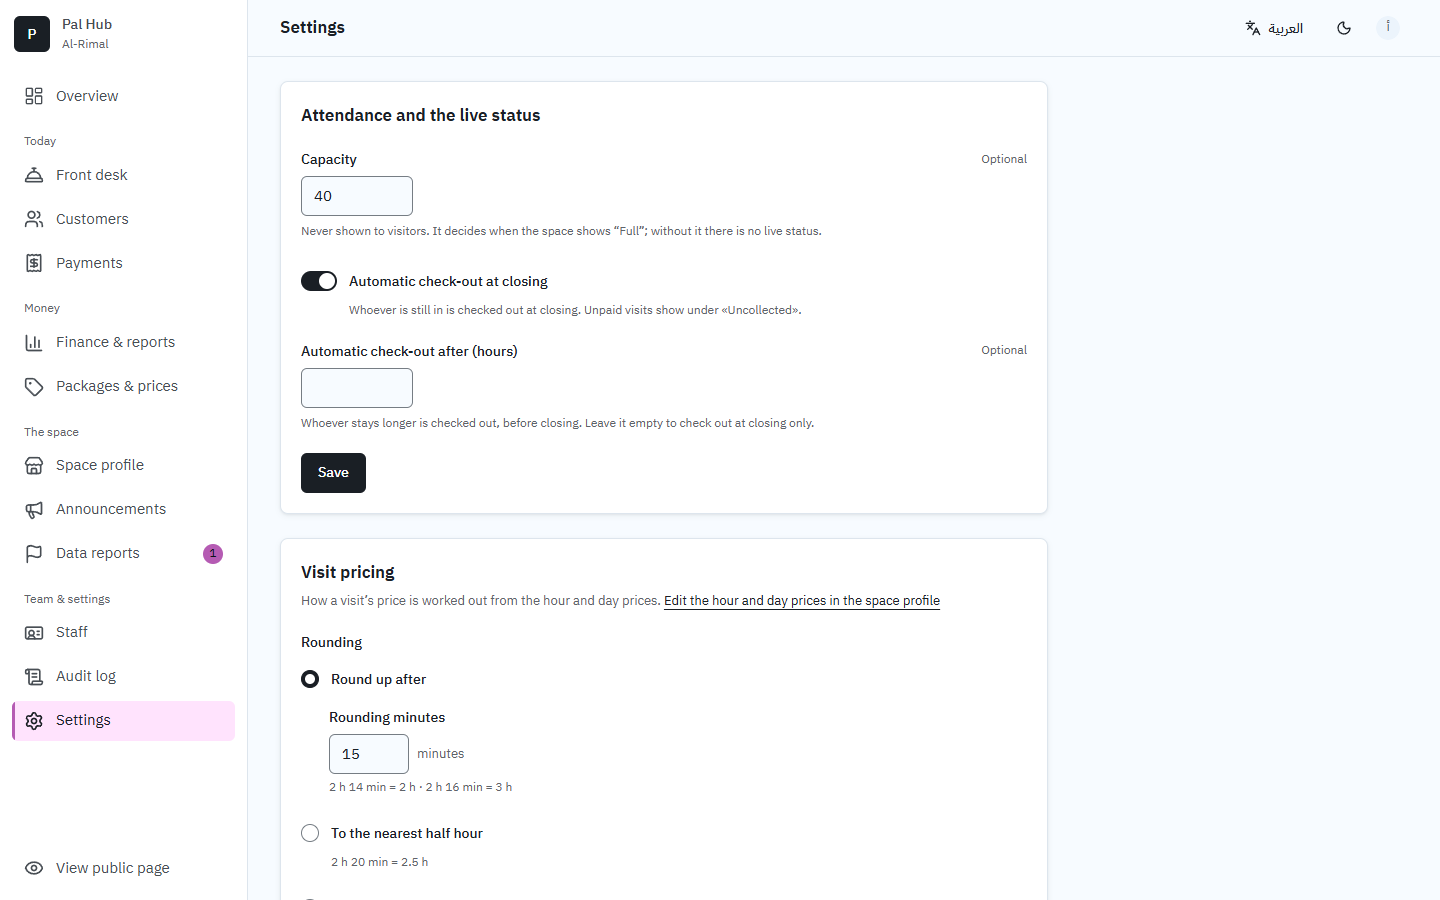 P
Pal Hub
Al-Rimal
Overview
Today
Front desk
Customers
Payments
Money
Finance & reports
Packages & prices
The space
Space profile
Announcements
Data reports
1
Team & settings
Staff
Audit log
Settings
View public page
Settings
العربية
أ
Attendance and the live status
Capacity
Optional
40
Never shown to visitors. It decides when the space shows “Full”; without it there is no live status.
Automatic check-out at closing
Whoever is still in is checked out at closing. Unpaid visits show under «Uncollected».
Automatic check-out after (hours)
Optional
Whoever stays longer is checked out, before closing. Leave it empty to check out at closing only.
Save
Visit pricing
How a visit’s price is worked out from the hour and day prices. Edit the hour and day prices in the space profile
Rounding
Round up after
Rounding minutes
15 minutes
2 h 14 min = 2 h · 2 h 16 min = 3 h
To the nearest half hour
2 h 20 min = 2.5 h